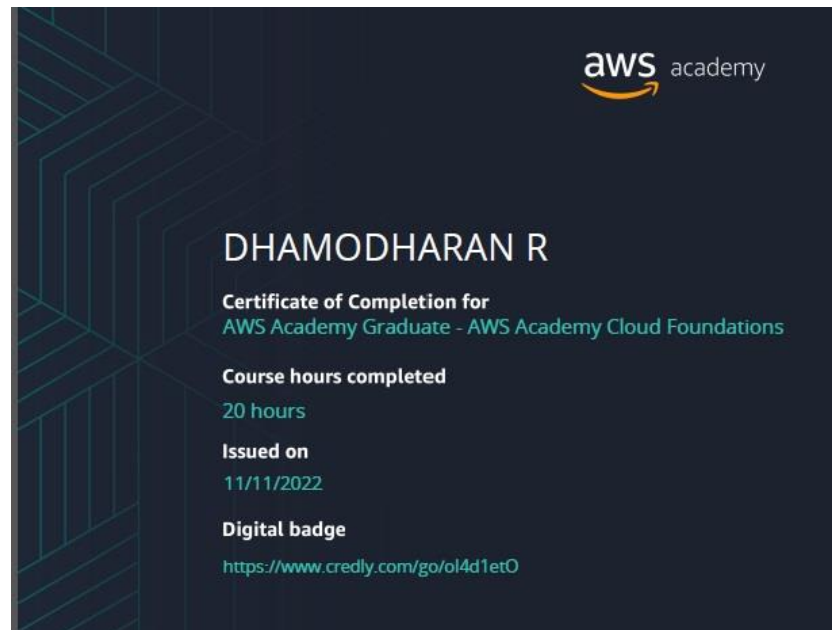 aws academy
DHAMODHARAN R
Certificate of Completion for
AWS Academy Graduate - AWS Academy Cloud Foundations
Course hours completed
20 hours
Issued on
11/11/2022
Digital badge
https://www.credly.com/go/ol4d1etO